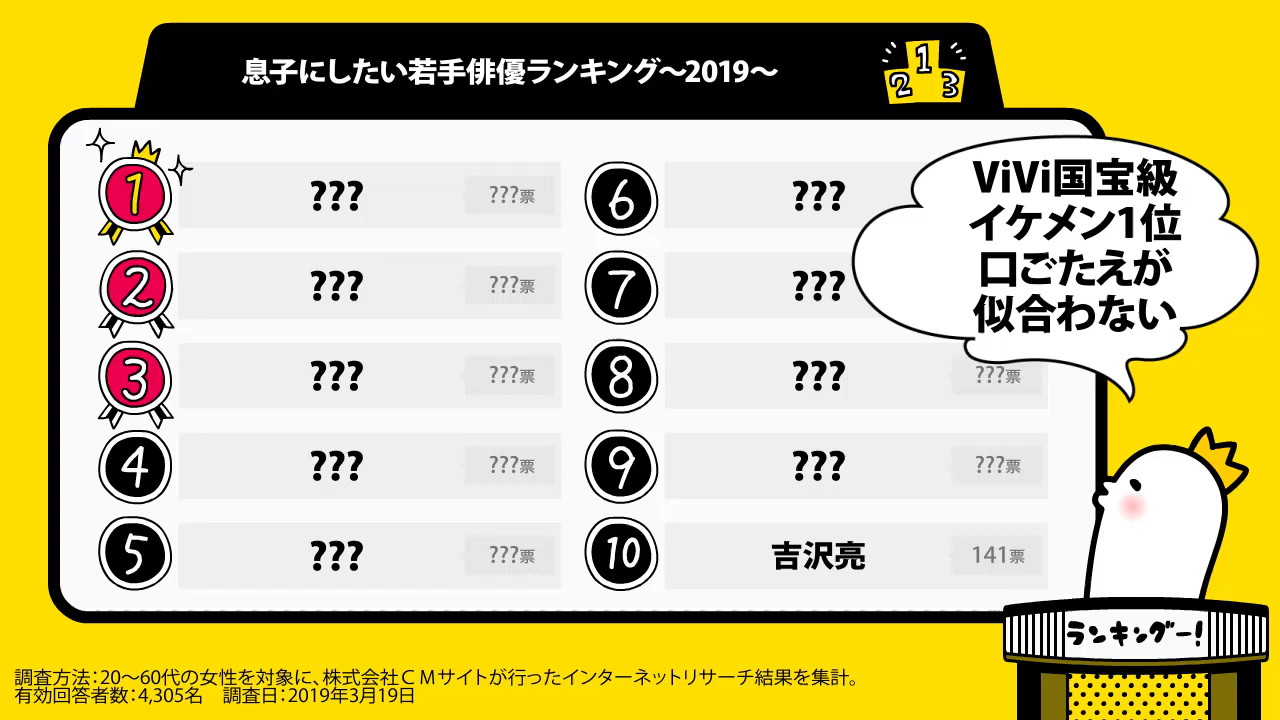 息子にしたい若手俳優ランキング～2019～
1
2
3
1
???
???票
2
???
???票
3
???
???票
4
???
???票
5
???
???票
6
???
7
???
8
???
???票
9
???
???票
10
吉沢亮
141票
ViVi国宝級
イケメン1位
口ごたえが
似合わない
ランキングー!
調査方法：20～60代の女性を対象に、株式会社ＣＭサイトが行ったインターネットリサーチ結果を集計。
有効回答者数：4,305名　調査日：2019年3月19日